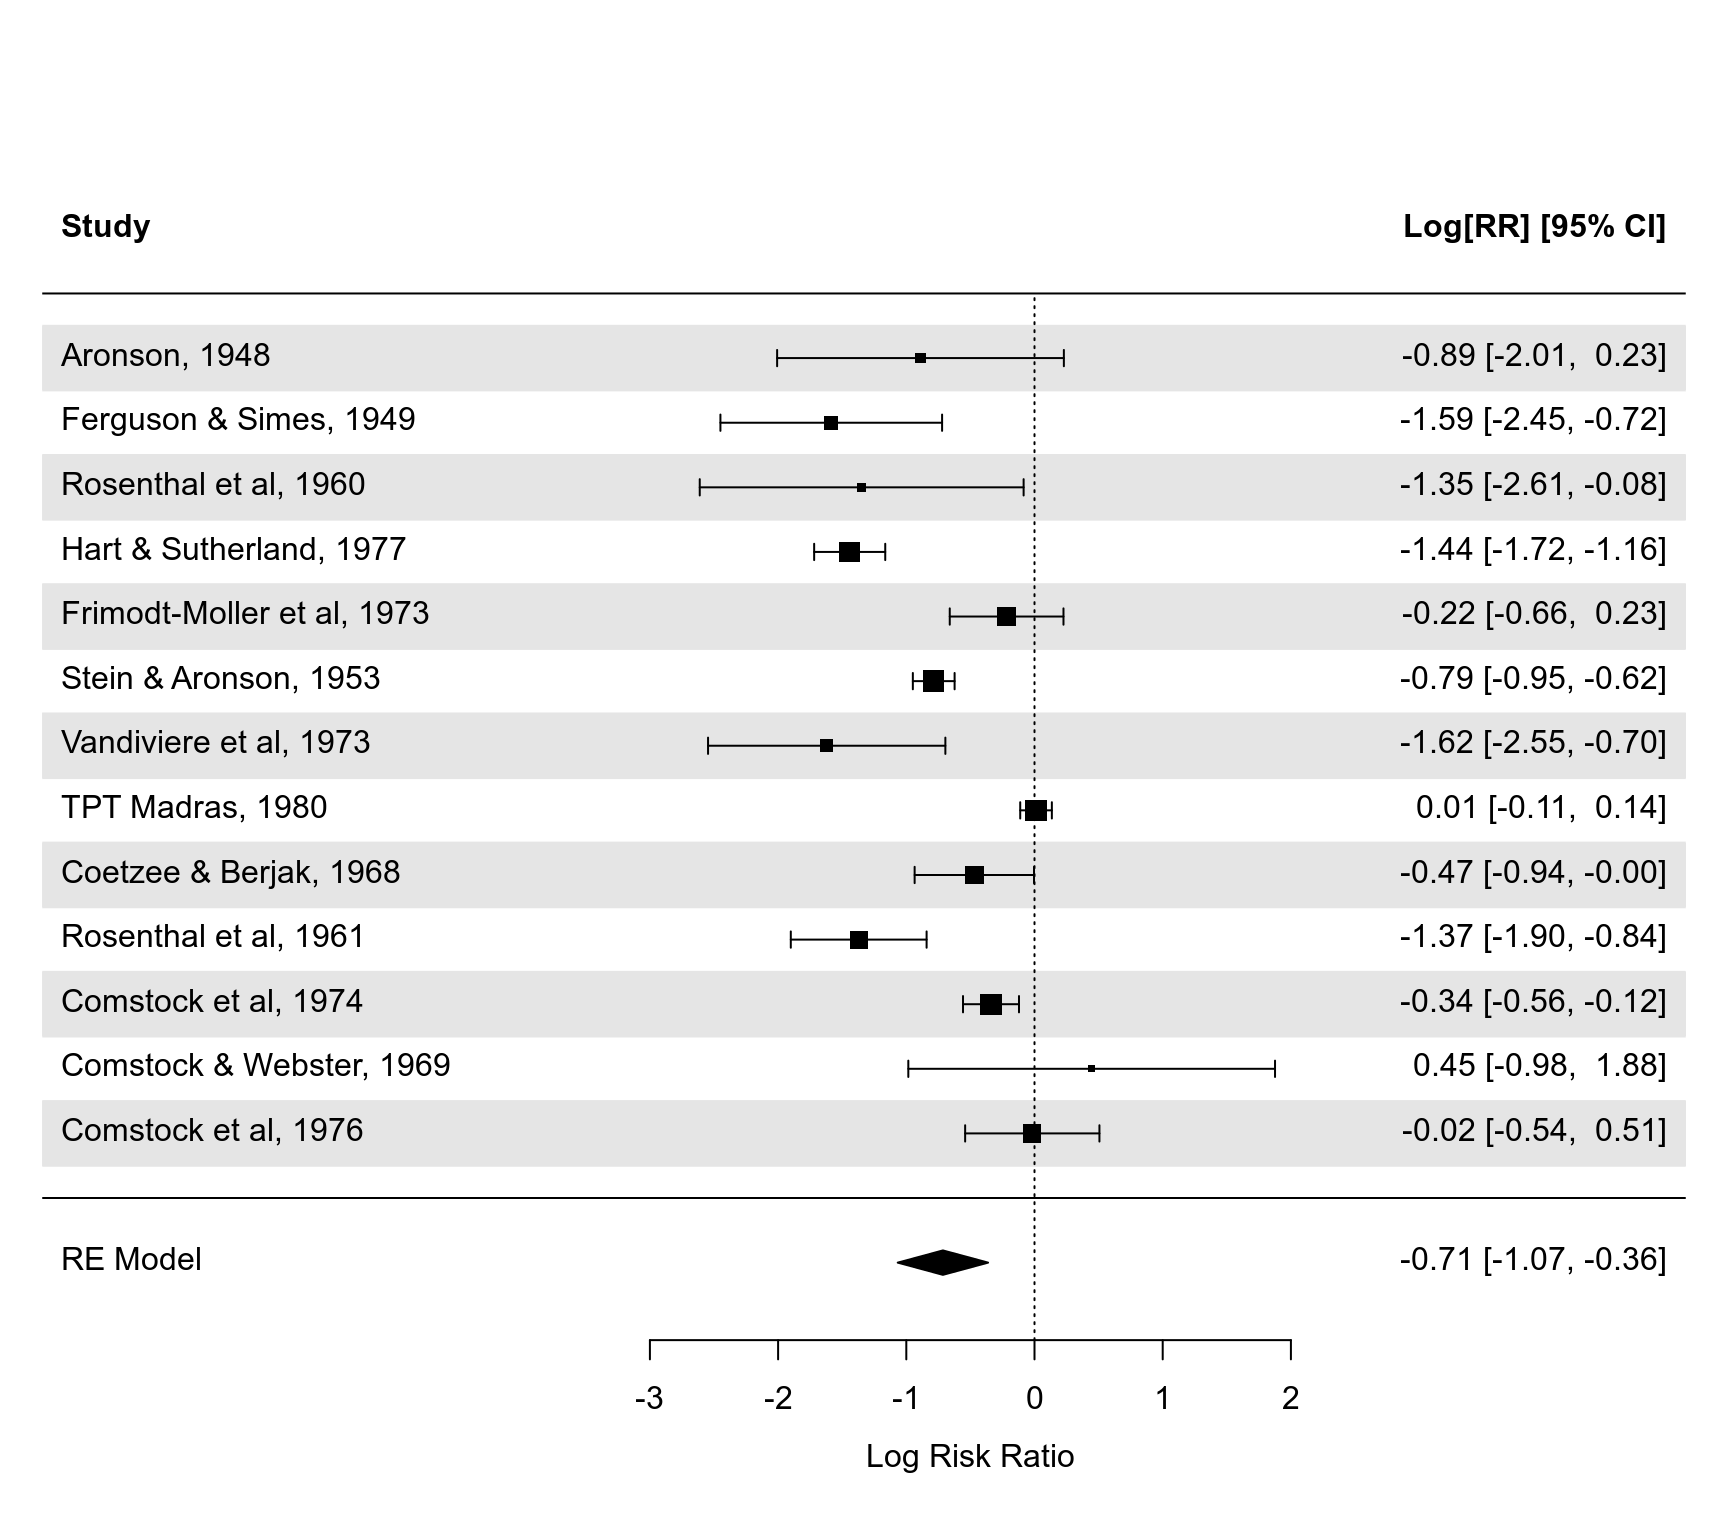 Study Log[RR] [95% CI]
Aronson, 1948 -0.89 [-2.01, 0.23]
Ferguson & Simes, 1949 -1.59 [-2.45, -0.72]
Rosenthal et al, 1960 -1.35 [-2.61, -0.08]
Hart & Sutherland, 1977 -1.44 [-1.72, -1.16]
Frimodt-Moller et al, 1973 -0.22 [-0.66, 0.23]
Stein & Aronson, 1953 -0.79 [-0.95, -0.62]
Vandiviere et al, 1973 -1.62 [-2.55, -0.70]
TPT Madras, 1980 0.01 [-0.11, 0.14]
Coetzee & Berjak, 1968 -0.47 [-0.94, -0.00]
Rosenthal et al, 1961 -1.37 [-1.90, -0.84]
Comstock et al, 1974 -0.34 [-0.56, -0.12]
Comstock & Webster, 1969 0.45 [-0.98, 1.88]
Comstock et al, 1976 -0.02 [-0.54, 0.51]
RE Model -0.71 [-1.07, -0.36]
-3 -2 -1 0 1 2
Log Risk Ratio